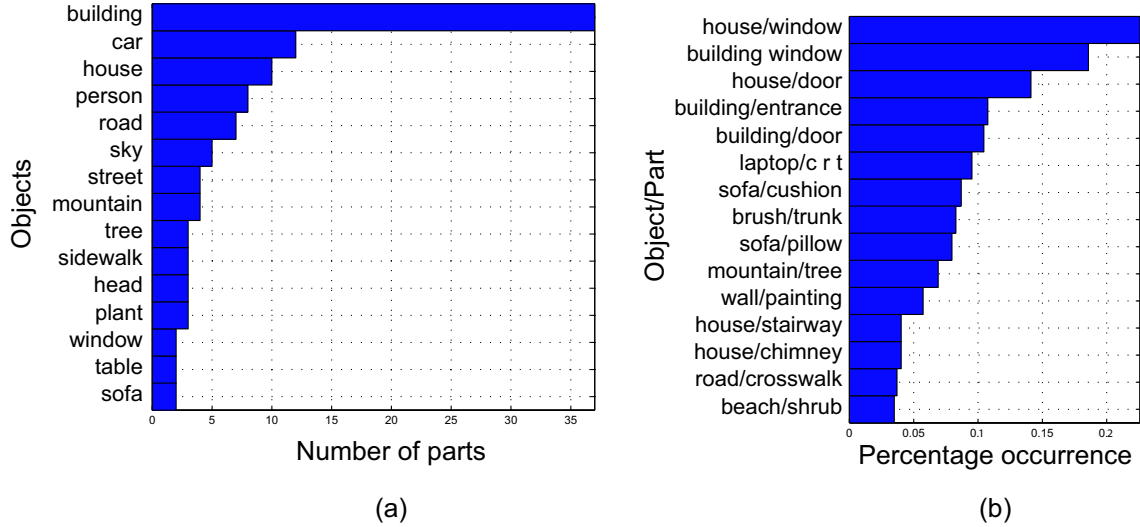 building
car
house
person
road
sky
street
mountain
tree
sidewalk
head
plant
window
table
sofa
Objects
0 5 10 15 20 25 30 35
Number of parts
(a)
house/window
building window
house/door
building/entrance
building/door
laptop/c r t
sofa/cushion
brush/trunk
sofa/pillow
mountain/tree
wall/painting
house/stairway
house/chimney
road/crosswalk
beach/shrub
Object/Part
0 0.05 0.1 0.15 0.2
Percentage occurrence
(b)